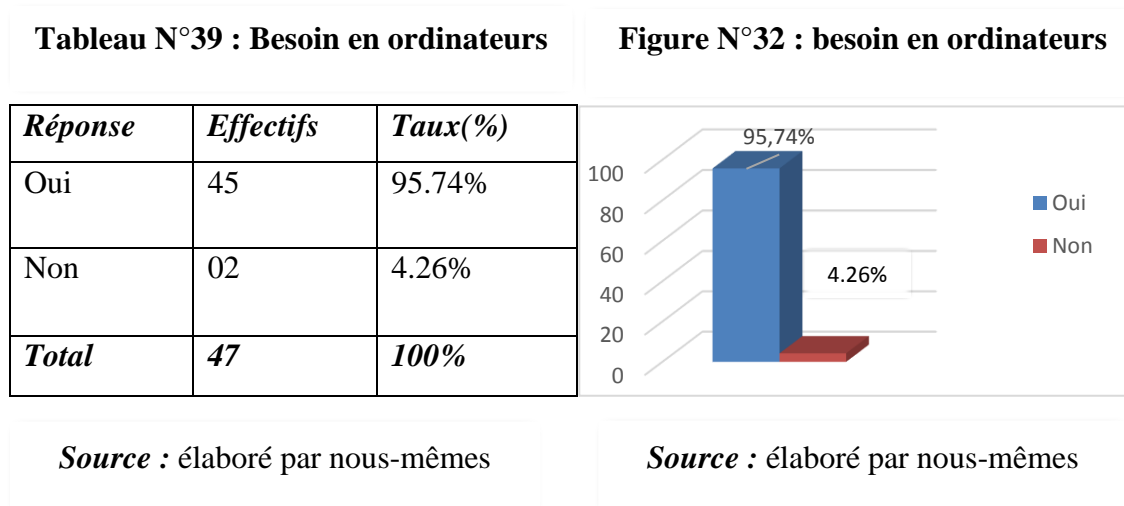 Tableau N°39 : Besoin en ordinateurs
Figure N°32 : besoin en ordinateurs
Réponse Effectifs Taux(%)
Oui 45 95.74%
Non 02 4.26%
Total 47 100%
95,74%
100
80
60
40
20
0
4.26%
Oui
Non
Source : élaboré par nous-mêmes
Source : élaboré par nous-mêmes